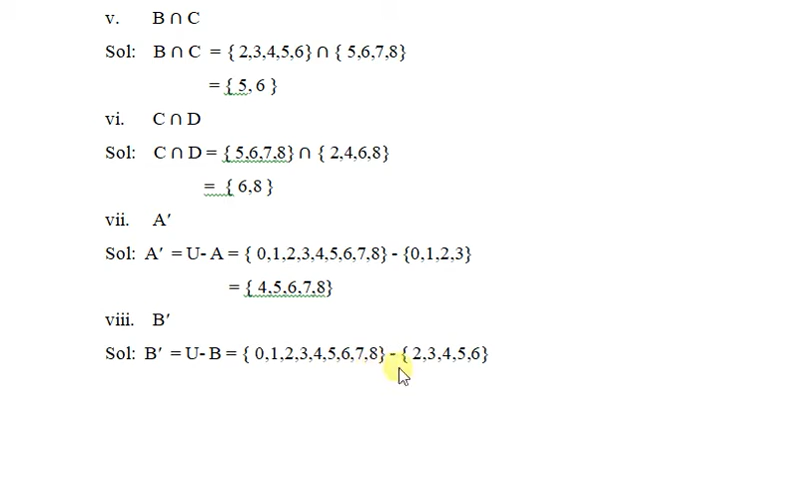 v. B ∩ C
Sol: B ∩ C = { 2,3,4,5,6} ∩ { 5,6,7,8}
= { 5, 6 }
vi. C ∩ D
Sol: C ∩ D = { 5,6,7,8} ∩ { 2,4,6,8}
= { 6,8 }
vii. A′
Sol: A′ = U- A = { 0,1,2,3,4,5,6,7,8} - {0,1,2,3}
= { 4,5,6,7,8}
viii. B′
Sol: B′ = U- B = { 0,1,2,3,4,5,6,7,8} - { 2,3,4,5,6}